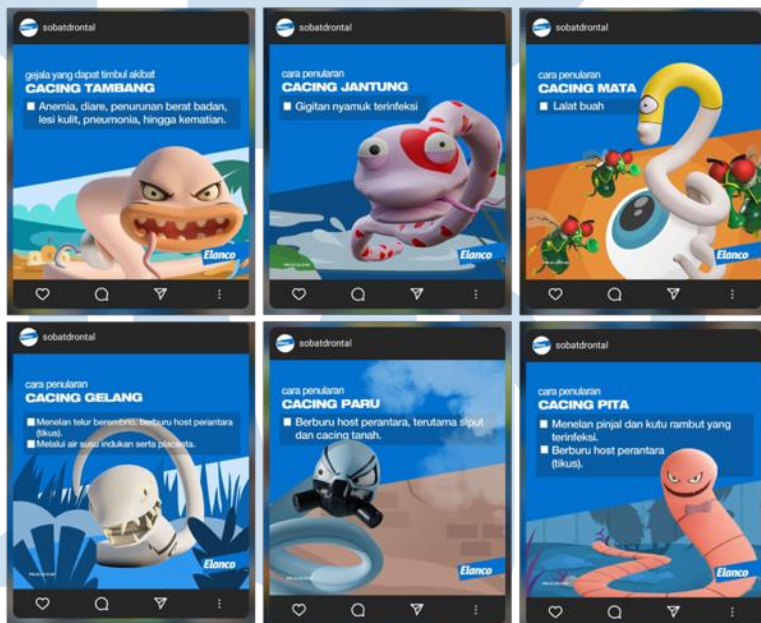 sobatdrontal
gejala yang dapat timbul akibat
CACING TAMBANG
Anemia, diare, penurunan berat badan,
lesi kulit, pneumonia, hingga kematian.
Elanco
sobatdrontal
cara penularan
CACING JANTUNG
Gigitan nyamuk terinfeksi
Elanco
sobatdrontal
cara penularan
CACING MATA
Lalat buah
Elanco
sobatdrontal
cara penularan
CACING GELANG
Menelan telur berembrio, berburu host perantara
(tikus).
Melalui air susu indukan serta placenta.
Elanco
sobatdrontal
cara penularan
CACING PARU
Berburu host perantara, terutama siput
dan cacing tanah.
Elanco
sobatdrontal
cara penularan
CACING PITA
Menelan pinjal dan kutu rambut yang
terinfeksi.
Berburu host perantara
(tikus).
Elanco